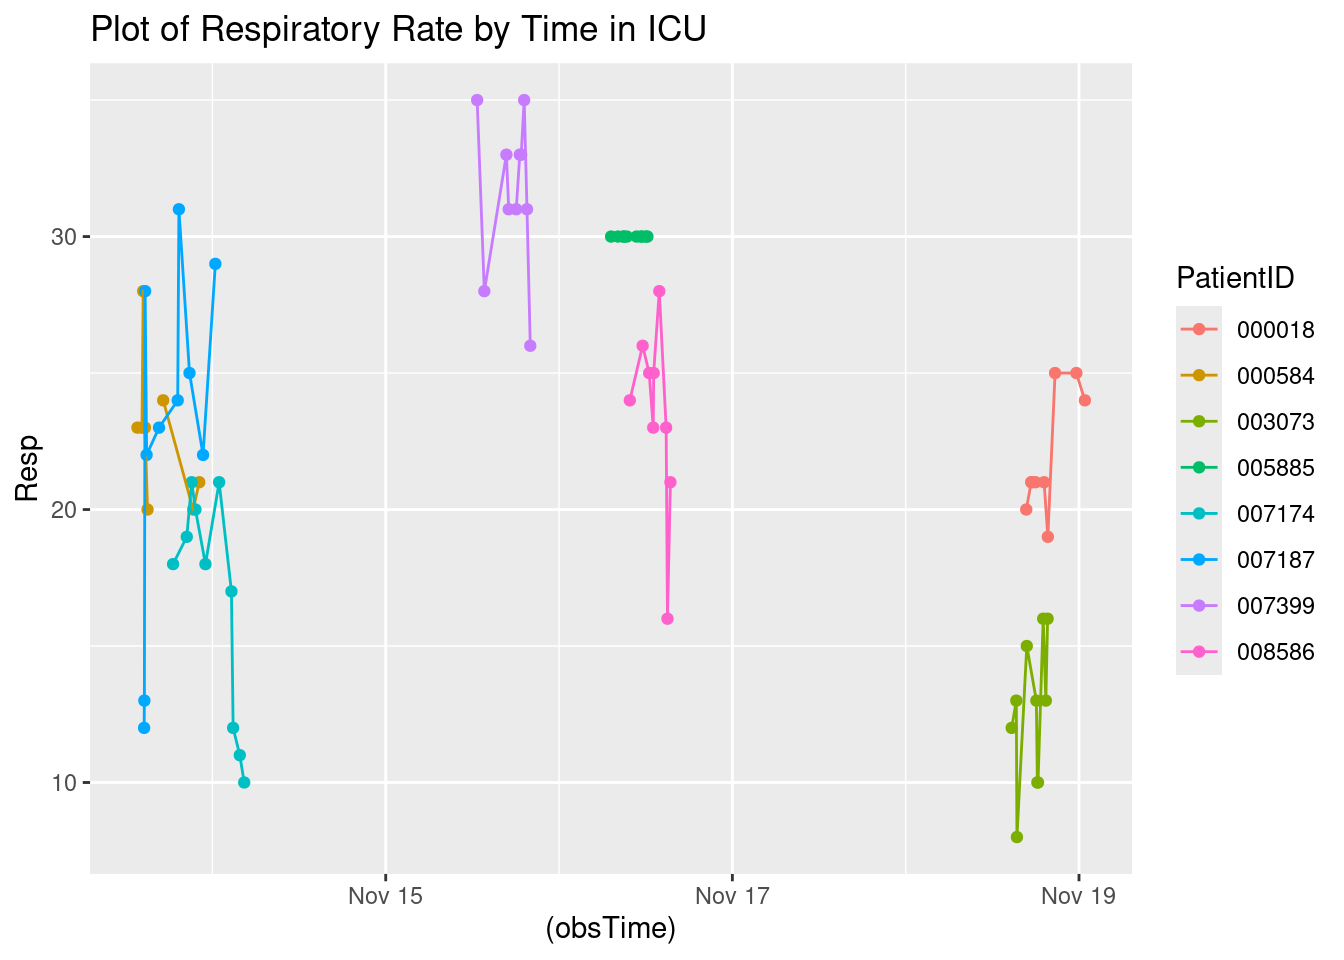 Plot of Respiratory Rate by Time in ICU
Resp
30
20
10
Nov 15
Nov 17
Nov 19
(obsTime)
PatientID
000018
000584
003073
005885
007174
007187
007399
008586